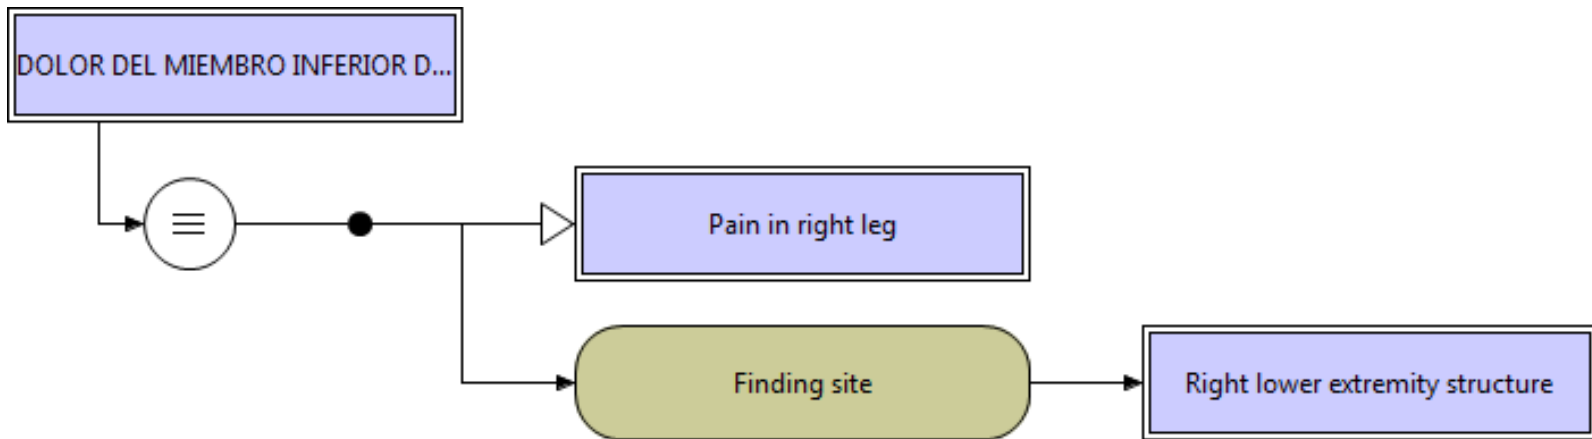 DOLOR DEL MIEMBRO INFERIOR D...
≡
Pain in right leg
Finding site
Right lower extremity structure